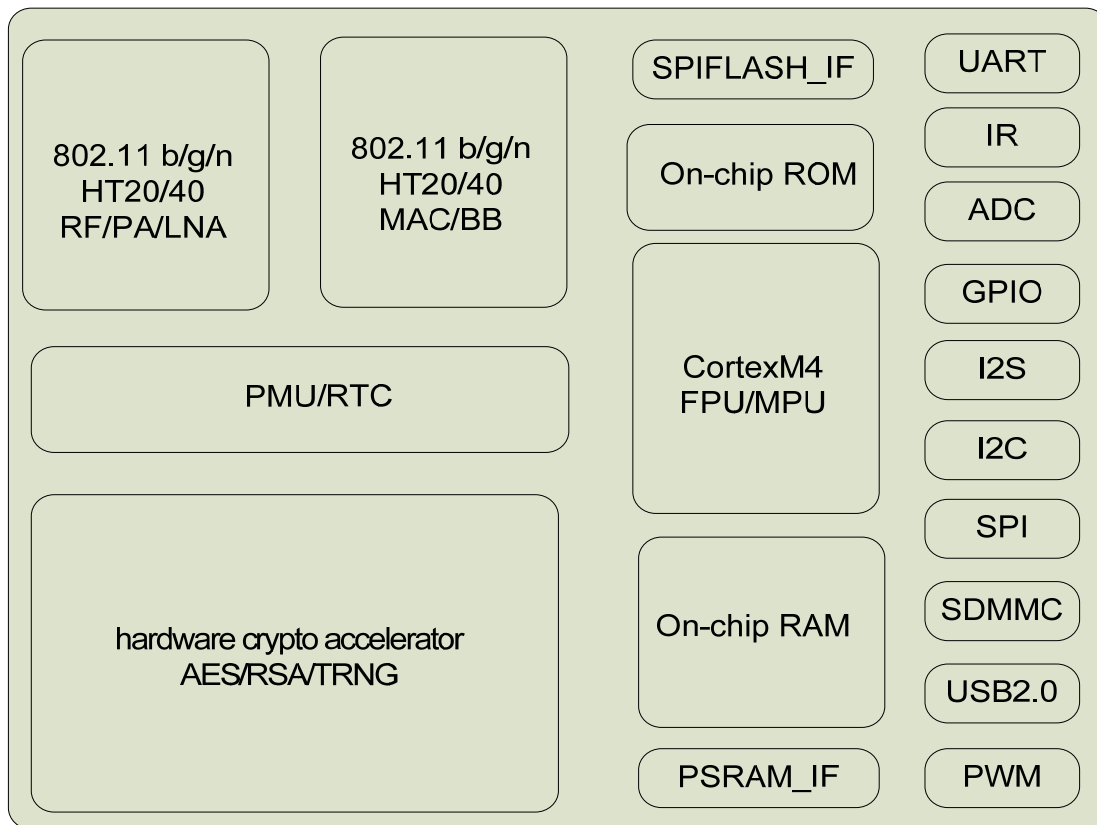 802.11 b/g/n
HT20/40
RF/PA/LNA
802.11 b/g/n
HT20/40
MAC/BB
PMU/RTC
hardware crypto accelerator
AES/RSA/TRNG
SPIFLASH_IF
On-chip ROM
CortexM4
FPU/MPU
On-chip RAM
PSRAM_IF
UART
IR
ADC
GPIO
I2S
I2C
SPI
SDMMC
USB2.0
PWM